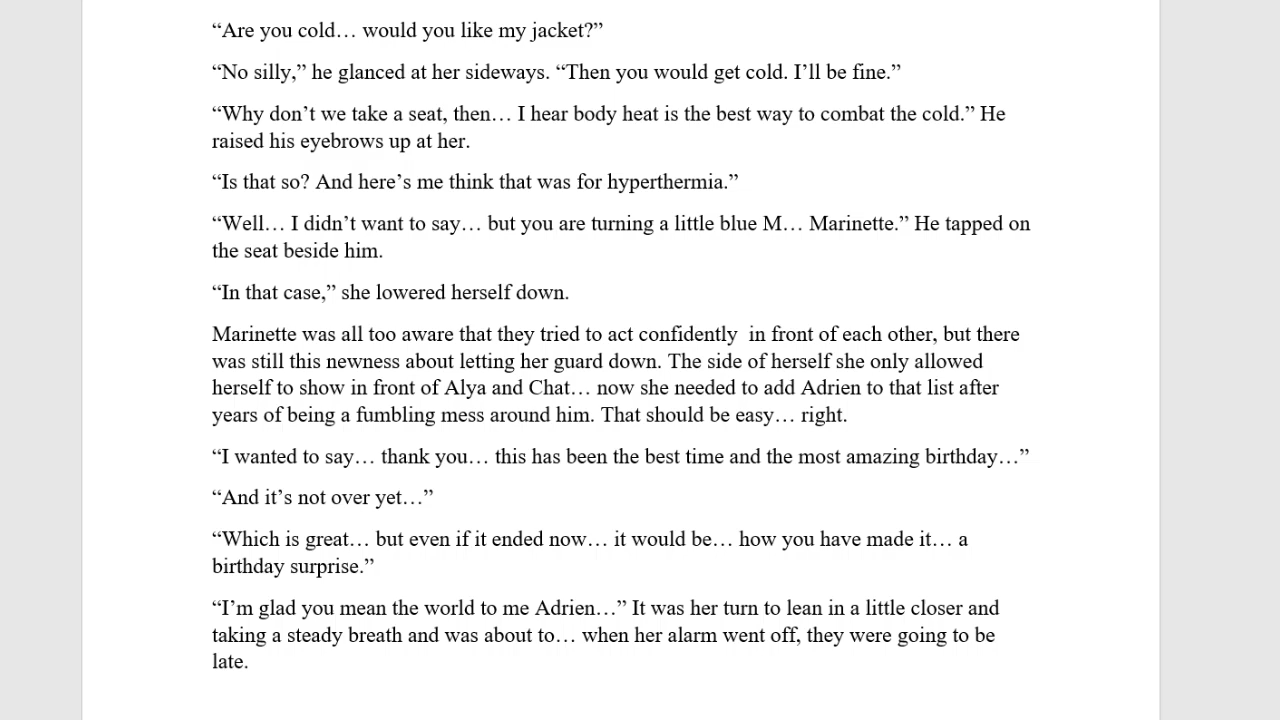 “Are you cold… would you like my jacket?”
“No silly,” he glanced at her sideways. “Then you would get cold. I’ll be fine.”
“Why don’t we take a seat, then… I hear body heat is the best way to combat the cold.” He
raised his eyebrows up at her.
“Is that so? And here’s me think that was for hyperthermia.”
“Well… I didn’t want to say… but you are turning a little blue M… Marinette.” He tapped on
the seat beside him.
“In that case,” she lowered herself down.
Marinette was all too aware that they tried to act confidently  in front of each other, but there
was still this newness about letting her guard down. The side of herself she only allowed
herself to show in front of Alya and Chat… now she needed to add Adrien to that list after
years of being a fumbling mess around him. That should be easy… right.
“I wanted to say… thank you… this has been the best time and the most amazing birthday…”
“And it’s not over yet…”
“Which is great… but even if it ended now… it would be… how you have made it… a
birthday surprise.”
“I’m glad you mean the world to me Adrien…” It was her turn to lean in a little closer and
taking a steady breath and was about to… when her alarm went off, they were going to be
late.